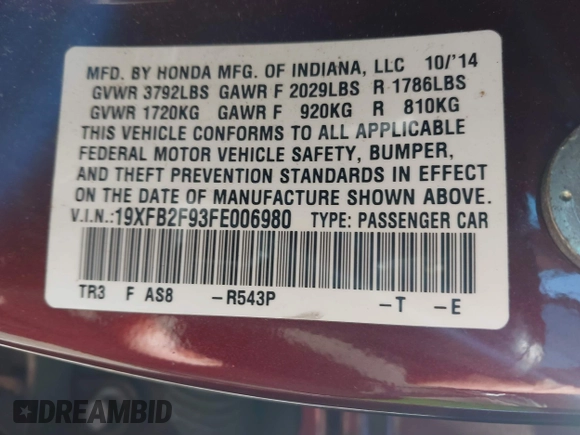 MFD. BY HONDA MFG. OF INDIANA, LLC 10/'14
GVWR 3792LBS GAWR F 2029LBS R 1786LBS
GVWR 1720KG GAWR F 920KG R 810KG
THIS VEHICLE CONFORMS TO ALL APPLICABLE
FEDERAL MOTOR VEHICLE SAFETY, BUMPER,
AND THEFT PREVENTION STANDARDS IN EFFECT
ON THE DATE OF MANUFACTURE SHOWN ABOVE.
V.I.N.:19XFB2F93FE006980 TYPE: PASSENGER CAR
TR3 F AS8 –R543P –T –E
DREAMBID